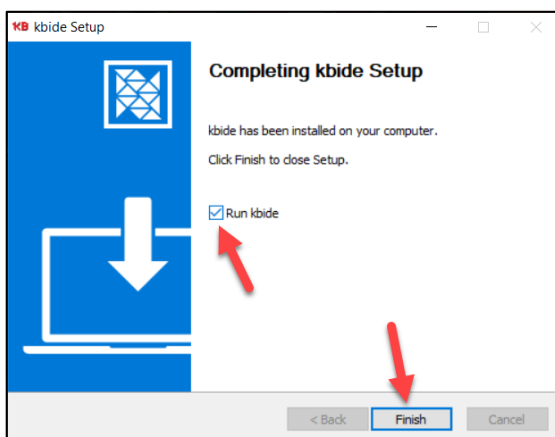 KB kbide Setup
Completing kbide Setup
kbide has been installed on your computer.
Click Finish to close Setup.
Run kbide
< Back Finish Cancel